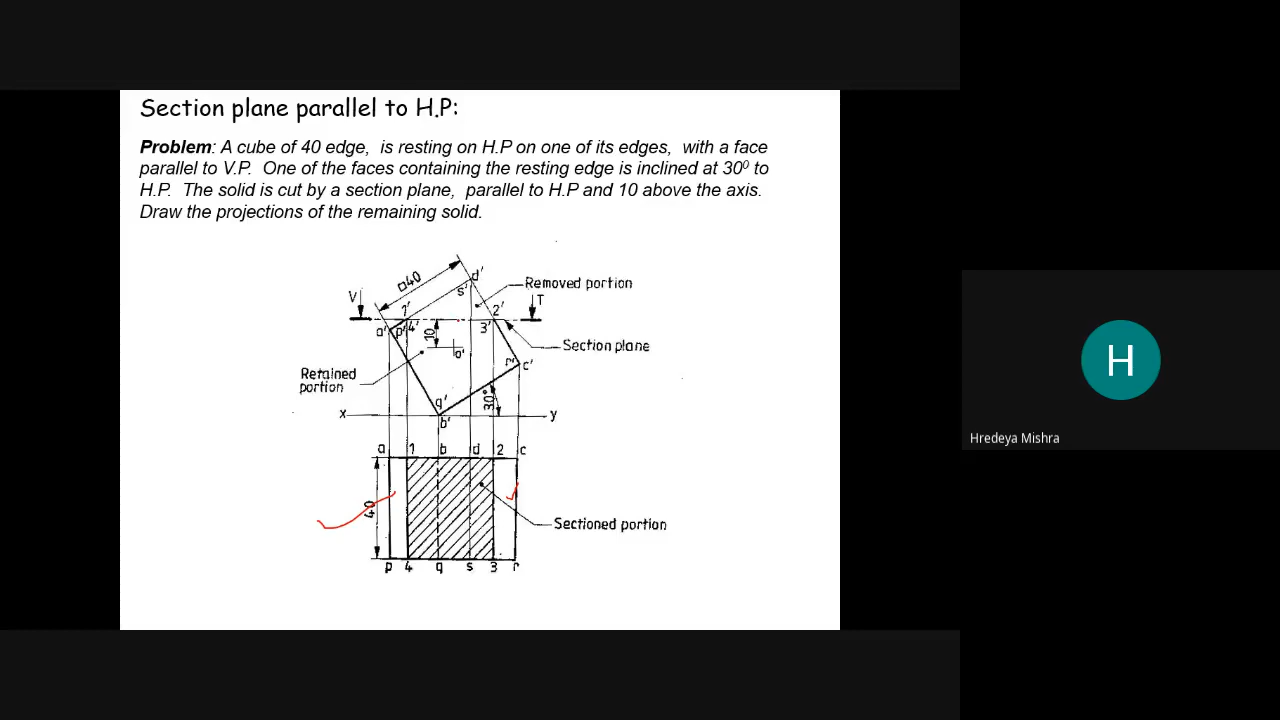 Section plane parallel to H.P:
Problem: A cube of 40 edge, is resting on H.P on one of its edges, with a face
parallel to V.P. One of the faces containing the resting edge is inclined at 30⁰ to
H.P. The solid is cut by a section plane, parallel to H.P and 10 above the axis.
Draw the projections of the remaining solid.
□40
d'
s'
Removed portion
V
1'
2'
T
a'
p'
4'
10
3'
Section plane
o'
r'
c'
Retained
portion
q'
30°
x
b'
y
a 1 b d 2 c
40
Sectioned portion
p 4 q s 3 r
H
Hredeya Mishra